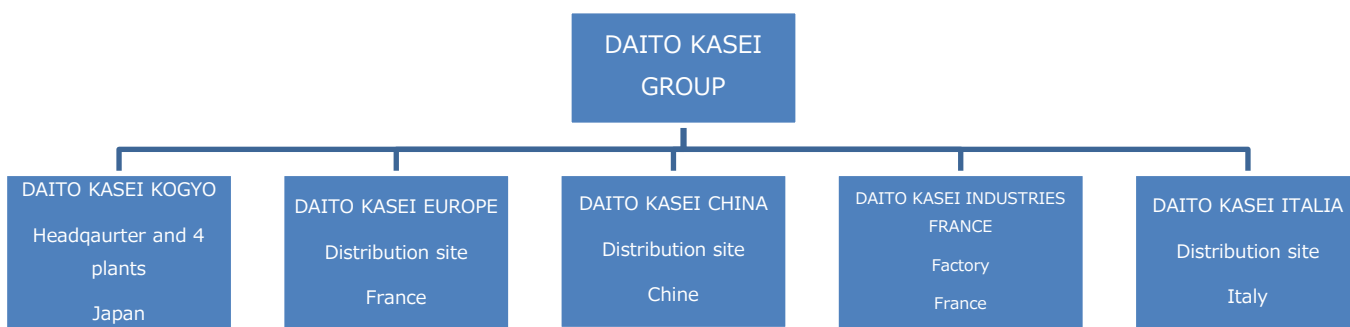 DAITO KASEI
GROUP
DAITO KASEI KOGYO
Headqaurter and 4
plants
Japan
DAITO KASEI EUROPE
Distribution site
France
DAITO KASEI CHINA
Distribution site
Chine
DAITO KASEI INDUSTRIES
FRANCE
Factory
France
DAITO KASEI ITALIA
Distribution site
Italy